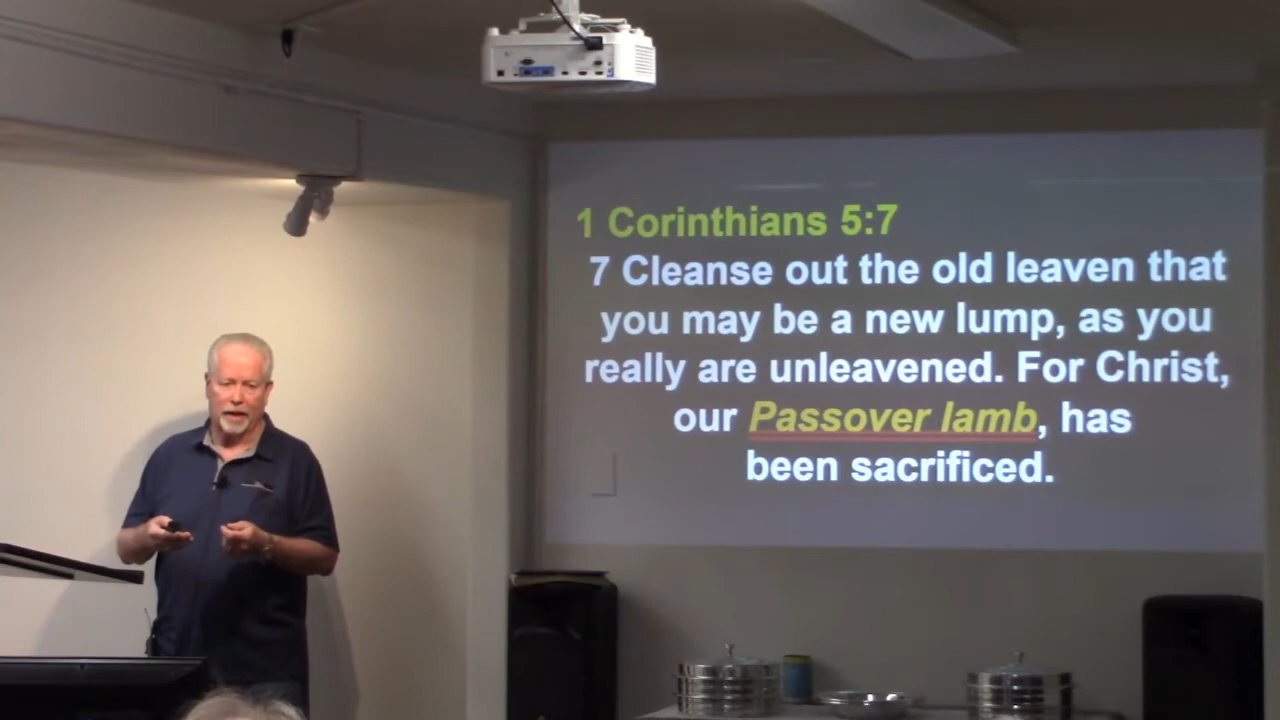 1 Corinthians 5:7
7 Cleanse out the old leaven that
you may be a new lump, as you
really are unleavened. For Christ,
our Passover lamb, has
been sacrificed.